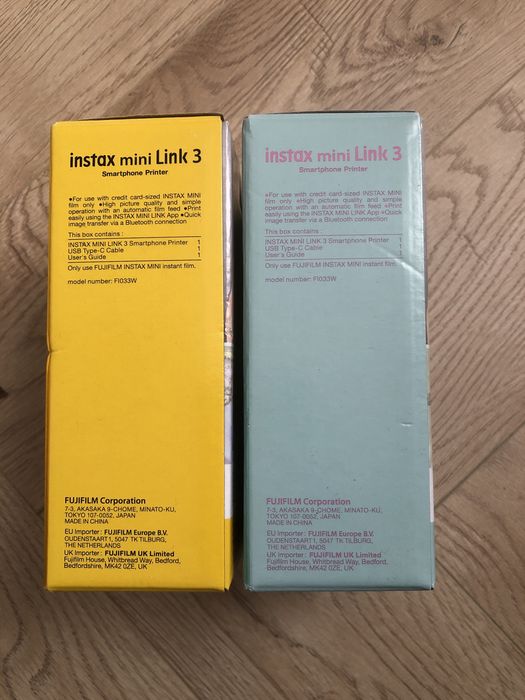 instax mini Link 3
Smartphone Printer
●For use with credit card-sized INSTAX MINI
film only ●High picture quality and simple
operation with an automatic film feed ●Print
easily using the INSTAX MINI LINK App ●Quick
image transfer via a Bluetooth connection
This box contains :
INSTAX MINI LINK 3 Smartphone Printer 1
USB Type-C Cable 1
User's Guide 1
Only use FUJIFILM INSTAX MINI instant film.
model number: FI033W
FUJIFILM Corporation
7-3, AKASAKA 9-CHOME, MINATO-KU,
TOKYO 107-0052, JAPAN
MADE IN CHINA
EU Importer : FUJIFILM Europe B.V.
OUDENSTAART 1, 5047 TK TILBURG,
THE NETHERLANDS
UK Importer : FUJIFILM UK Limited
Fujifilm House, Whitbread Way, Bedford,
Bedfordshire, MK42 0ZE, UK
instax mini Link 3
Smartphone Printer
●For use with credit card-sized INSTAX MINI
film only ●High picture quality and simple
operation with an automatic film feed ●Print
easily using the INSTAX MINI LINK App ●Quick
image transfer via a Bluetooth connection
This box contains :
INSTAX MINI LINK 3 Smartphone Printer 1
USB Type-C Cable 1
User's Guide 1
Only use FUJIFILM INSTAX MINI instant film.
model number: FI033W
FUJIFILM Corporation
7-3, AKASAKA 9-CHOME, MINATO-KU,
TOKYO 107-0052, JAPAN
MADE IN CHINA
EU Importer : FUJIFILM Europe B.V.
OUDENSTAART 1, 5047 TK TILBURG,
THE NETHERLANDS
UK Importer : FUJIFILM UK Limited
Fujifilm House, Whitbread Way, Bedford,
Bedfordshire, MK42 0ZE, UK